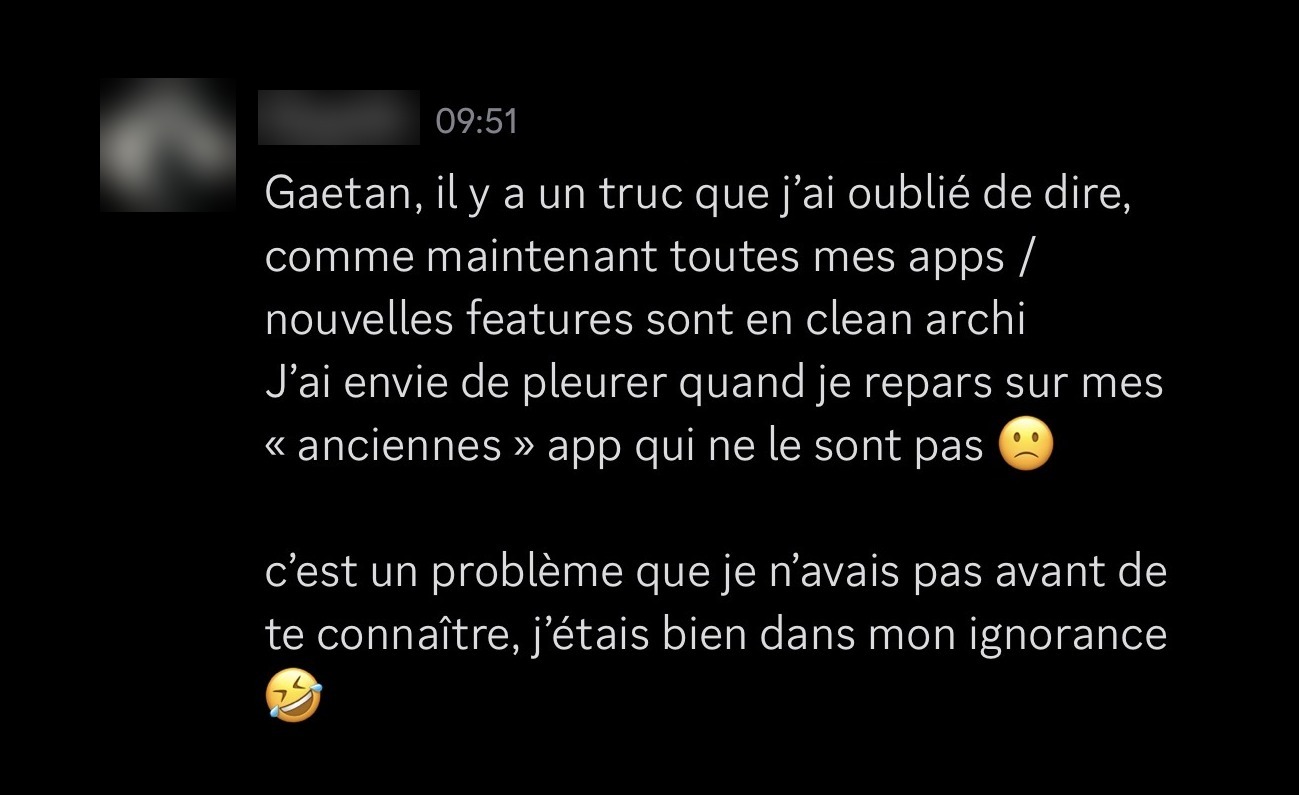 09:51
Gaetan, il y a un truc que j’ai oublié de dire,
comme maintenant toutes mes apps /
nouvelles features sont en clean archi
J’ai envie de pleurer quand je repars sur mes
« anciennes » app qui ne le sont pas 🙁
c’est un problème que je n’avais pas avant de
te connaître, j’étais bien dans mon ignorance
🤣